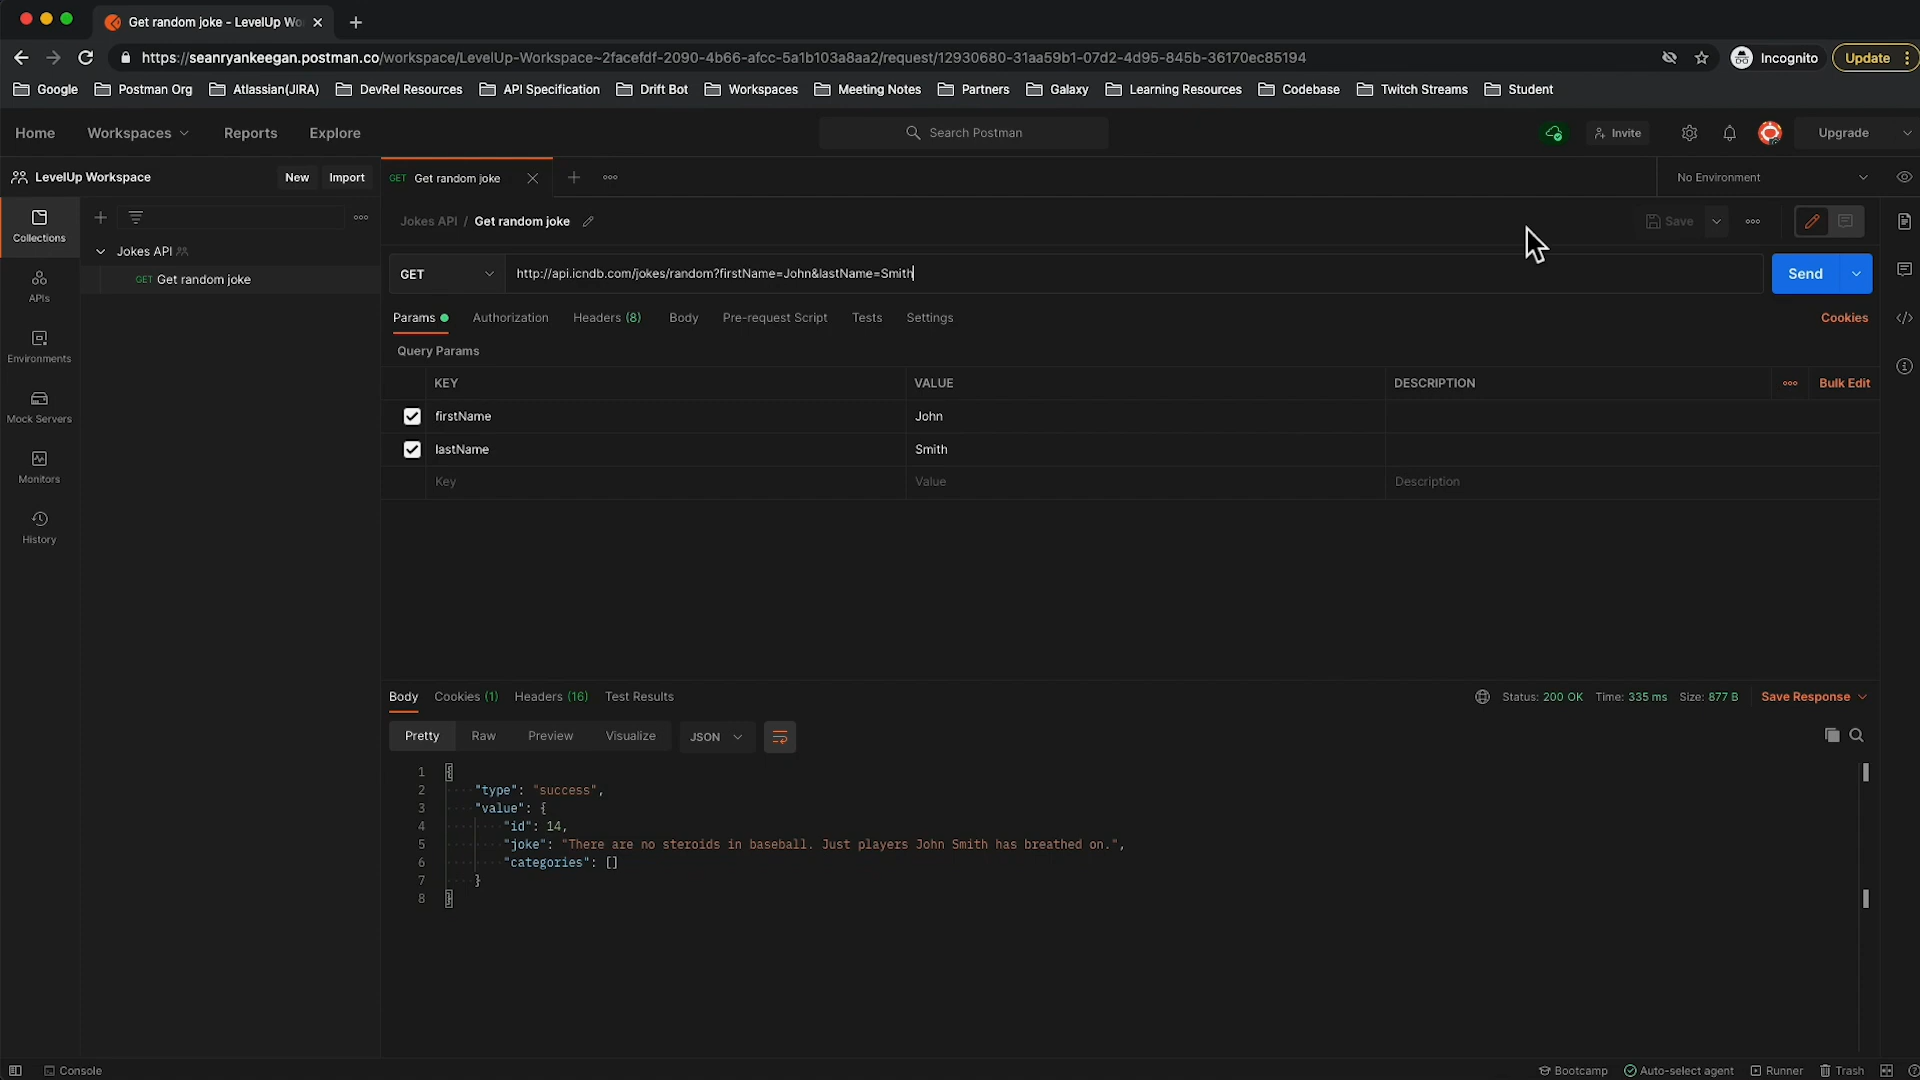 Get random joke - LevelUp Wo
https://seanryankeegan.postman.co/workspace/LevelUp-Workspace~2facefdf-2090-4b66-afcc-5a1b103a8aa2/request/12930680-31aa59b1-07d2-4d95-845b-36170ec85194
Incognito
Update
Google Postman Org Atlassian(JIRA) DevRel Resources API Specification Drift Bot Workspaces Meeting Notes Partners Galaxy Learning Resources Codebase Twitch Streams Student
Home Workspaces Reports Explore Search Postman Invite Upgrade
LevelUp Workspace New Import GET Get random joke No Environment
Collections
Jokes API
GET Get random joke
APIs
Environments
Mock Servers
Monitors
History
Jokes API / Get random joke Save
GET http://api.icndb.com/jokes/random?firstName=John&lastName=Smith Send
Params Authorization Headers (8) Body Pre-request Script Tests Settings Cookies
Query Params
KEY VALUE DESCRIPTION Bulk Edit
firstName John
lastName Smith
Key Value Description
Body Cookies (1) Headers (16) Test Results Status: 200 OK Time: 335 ms Size: 877 B Save Response
Pretty Raw Preview Visualize JSON
1 {
2 "type": "success",
3 "value": {
4 "id": 14,
5 "joke": "There are no steroids in baseball. Just players John Smith has breathed on.",
6 "categories": []
7 }
8 }
Console Bootcamp Auto-select agent Runner Trash